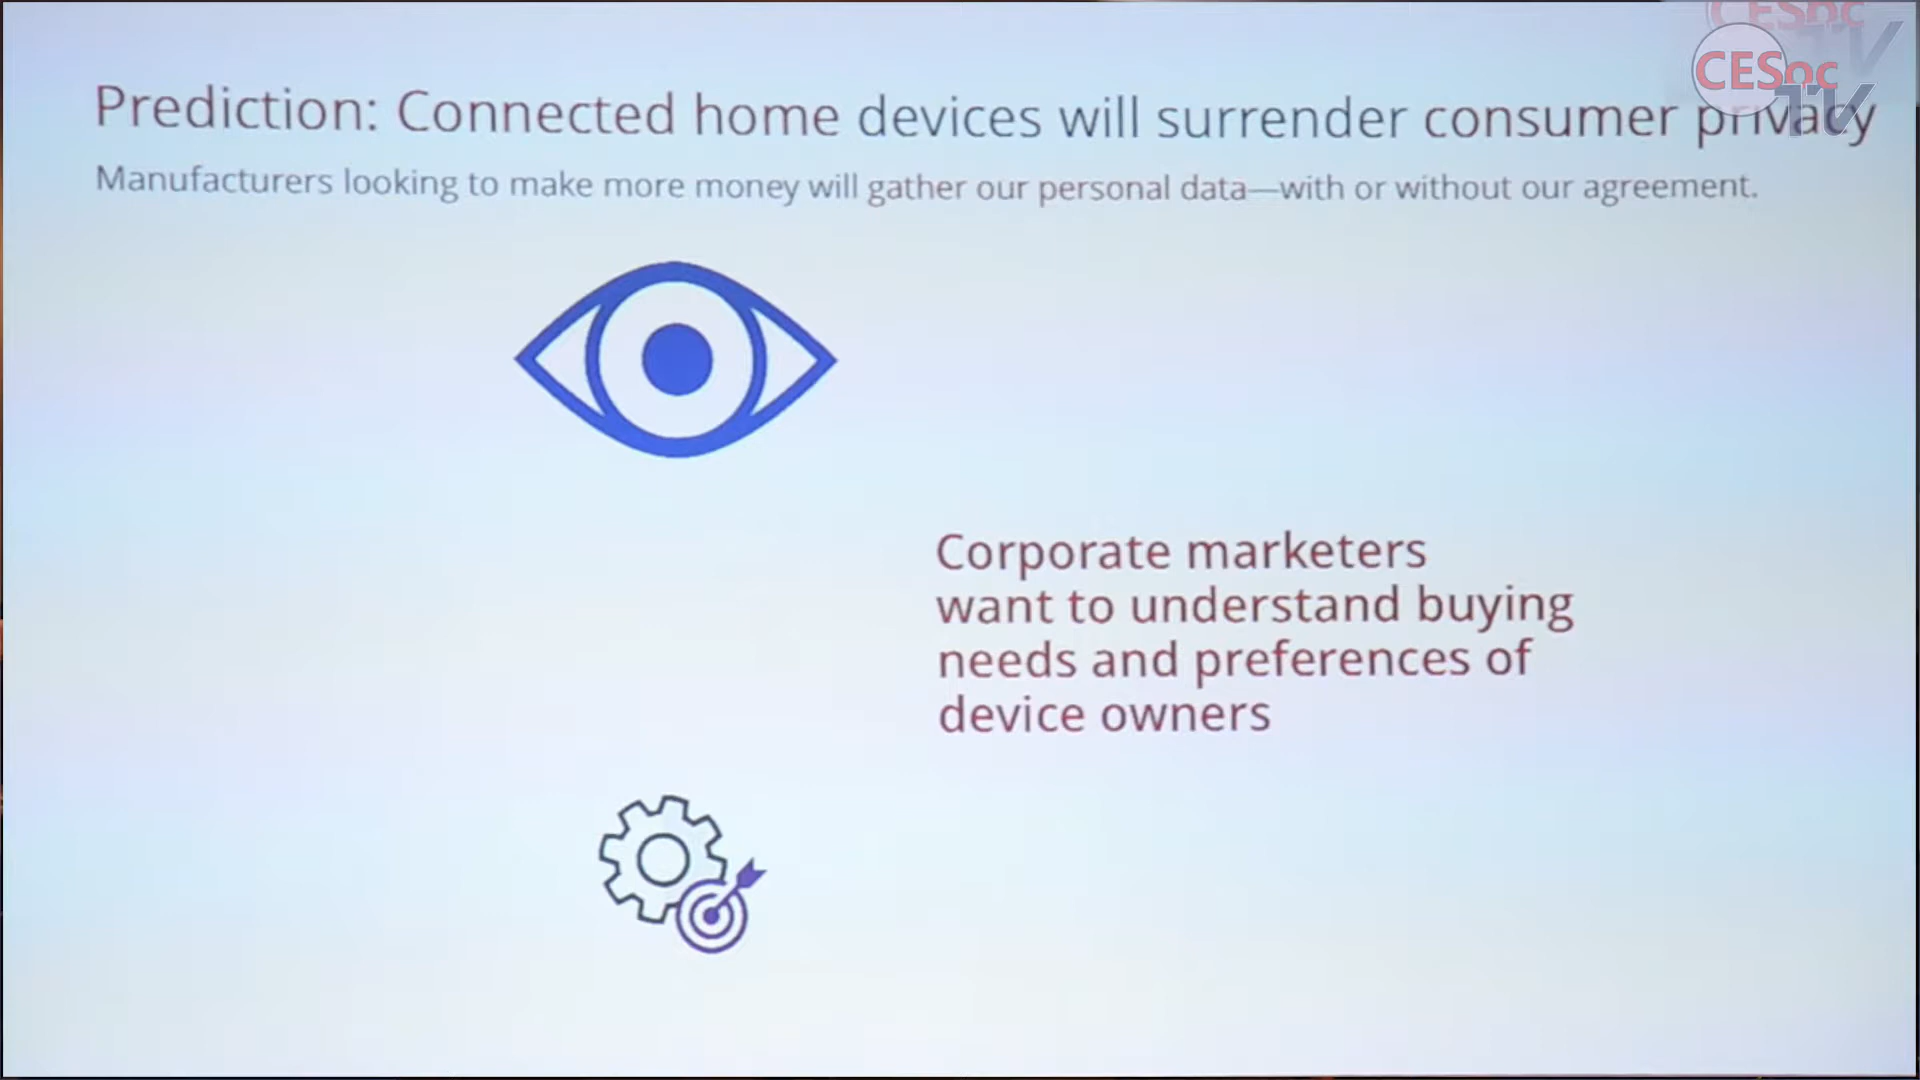 CESoc
TV
Prediction: Connected home devices will surrender consumer privacy
Manufacturers looking to make more money will gather our personal data—with or without our agreement.
Corporate marketers
want to understand buying
needs and preferences of
device owners